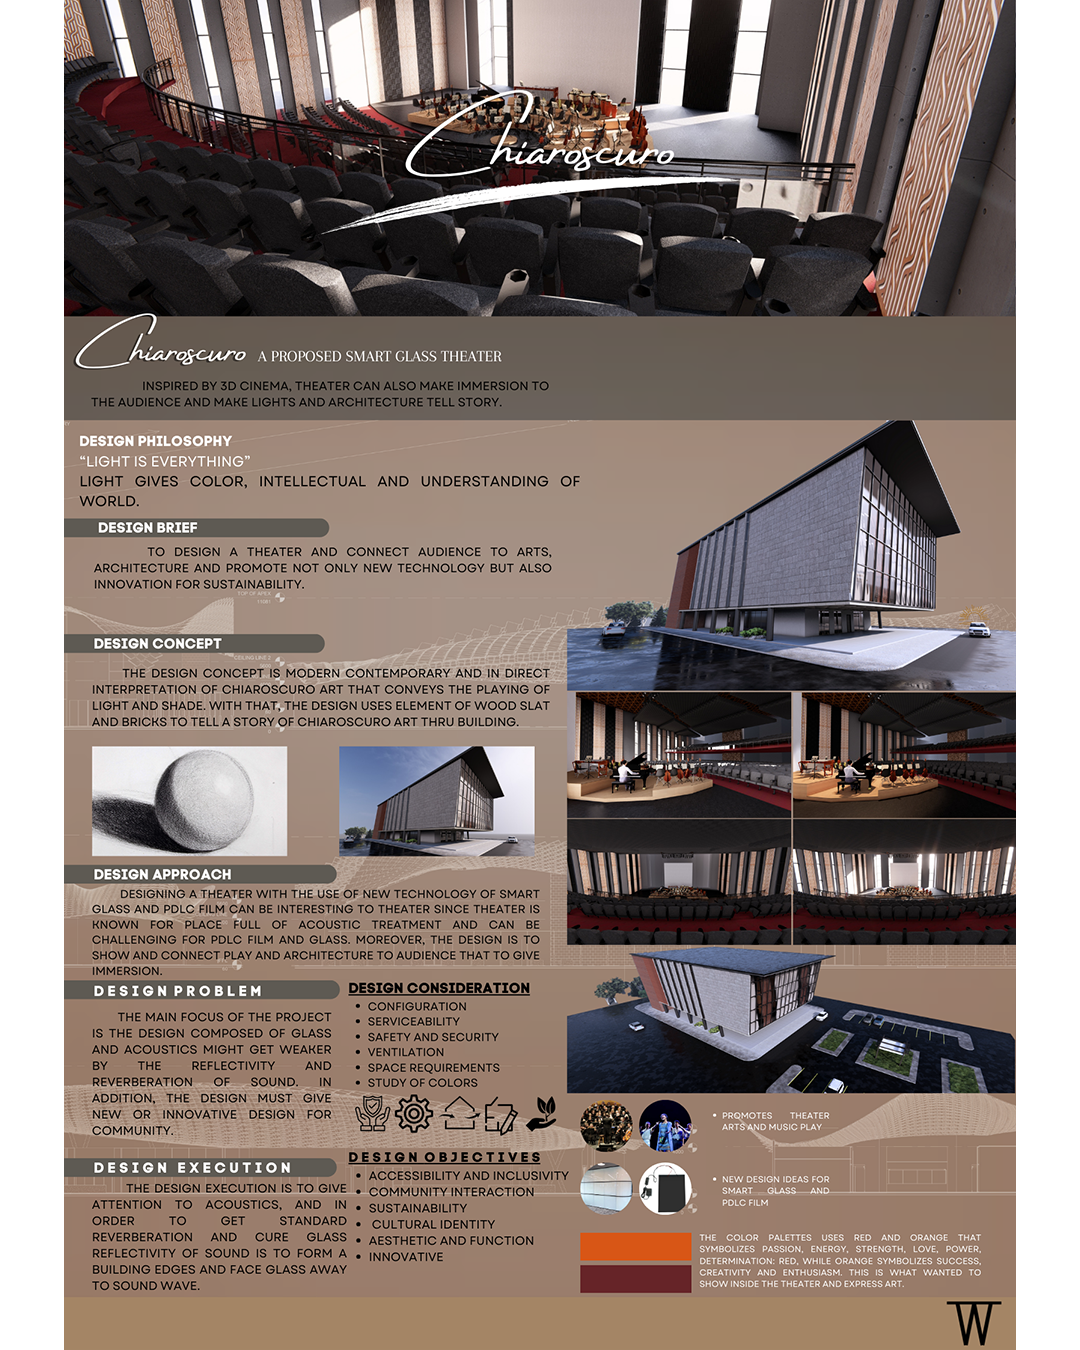 Chiaroscuro
Chiaroscuro A PROPOSED SMART GLASS THEATER
INSPIRED BY 3D CINEMA, THEATER CAN ALSO MAKE IMMERSION TO
THE AUDIENCE AND MAKE LIGHTS AND ARCHITECTURE TELL STORY.
DESIGN PHILOSOPHY
“LIGHT IS EVERYTHING”
LIGHT GIVES COLOR, INTELLECTUAL AND UNDERSTANDING OF
WORLD.
DESIGN BRIEF
TO DESIGN A THEATER AND CONNECT AUDIENCE TO ARTS,
ARCHITECTURE AND PROMOTE NOT ONLY NEW TECHNOLOGY BUT ALSO
INNOVATION FOR SUSTAINABILITY.
TOP OF APEX
DESIGN CONCEPT
CEILING LINE 2
THE DESIGN CONCEPT IS MODERN CONTEMPORARY AND IN DIRECT
INTERPRETATION OF CHIAROSCURO ART THAT CONVEYS THE PLAYING OF
LIGHT AND SHADE. WITH THAT, THE DESIGN USES ELEMENT OF WOOD SLAT
AND BRICKS TO TELL A STORY OF CHIAROSCURO ART THRU BUILDING.
DESIGN APPROACH
DESIGNING A THEATER WITH THE USE OF NEW TECHNOLOGY OF SMART
GLASS AND PDLC FILM CAN BE INTERESTING TO THEATER SINCE THEATER IS
KNOWN FOR PLACE FULL OF ACOUSTIC TREATMENT AND CAN BE
CHALLENGING FOR PDLC FILM AND GLASS. MOREOVER, THE DESIGN IS TO
SHOW AND CONNECT PLAY AND ARCHITECTURE TO AUDIENCE THAT TO GIVE
IMMERSION.
DESIGN PROBLEM
THE MAIN FOCUS OF THE PROJECT
IS THE DESIGN COMPOSED OF GLASS
AND ACOUSTICS MIGHT GET WEAKER
BY THE REFLECTIVITY AND
REVERBERATION OF SOUND. IN
ADDITION, THE DESIGN MUST GIVE
NEW OR INNOVATIVE DESIGN FOR
COMMUNITY.
DESIGN EXECUTION
THE DESIGN EXECUTION IS TO GIVE
ATTENTION TO ACOUSTICS, AND IN
ORDER TO GET STANDARD
REVERBERATION AND CURE GLASS
REFLECTIVITY OF SOUND IS TO FORM A
BUILDING EDGES AND FACE GLASS AWAY
TO SOUND WAVE.
DESIGN CONSIDERATION
• CONFIGURATION
• SERVICEABILITY
• SAFETY AND SECURITY
• VENTILATION
• SPACE REQUIREMENTS
• STUDY OF COLORS
DESIGN OBJECTIVES
• ACCESSIBILITY AND INCLUSIVITY
• COMMUNITY INTERACTION
• SUSTAINABILITY
• CULTURAL IDENTITY
• AESTHETIC AND FUNCTION
• INNOVATIVE
• PROMOTES THEATER
ARTS AND MUSIC PLAY
• NEW DESIGN IDEAS FOR
SMART GLASS AND
PDLC FILM
THE COLOR PALETTES USES RED AND ORANGE THAT
SYMBOLIZES PASSION, ENERGY, STRENGTH, LOVE, POWER,
DETERMINATION: RED, WHILE ORANGE SYMBOLIZES SUCCESS,
CREATIVITY AND ENTHUSIASM. THIS IS WHAT WANTED TO
SHOW INSIDE THE THEATER AND EXPRESS ART.
W